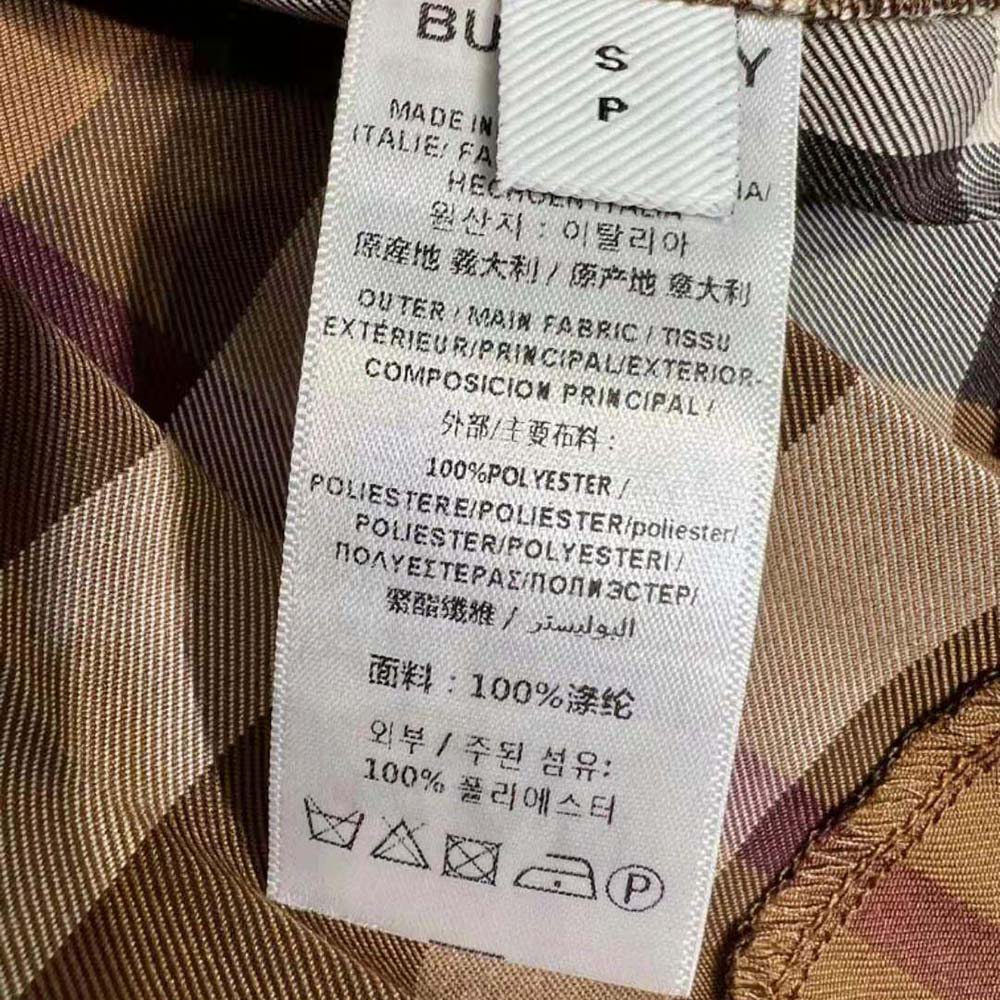 S
P
BU
Y
MADE IN
ITALIE/ FA
IA/
HECHO EN ITALIA
원산지 : 이탈리아
原産地 義大利 / 原产地 意大利
OUTER / MAIN FABRIC / TISSU
EXTÉRIEUR/PRINCIPAL/EXTERIOR-
COMPOSICION PRINCIPAL /
外部/主要布料 :
100%POLYESTER /
POLIESTERE/POLIESTER/poliester/
POLIESTER/POLYESTERI /
ΠΟΛΥΕΣΤΕΡΑΣ/ПОЛИЭСТЕР/
聚酯纖維 / البوليستر
面料 : 100%涤纶
외부 / 주된 섬유:
100% 폴리에스터
P